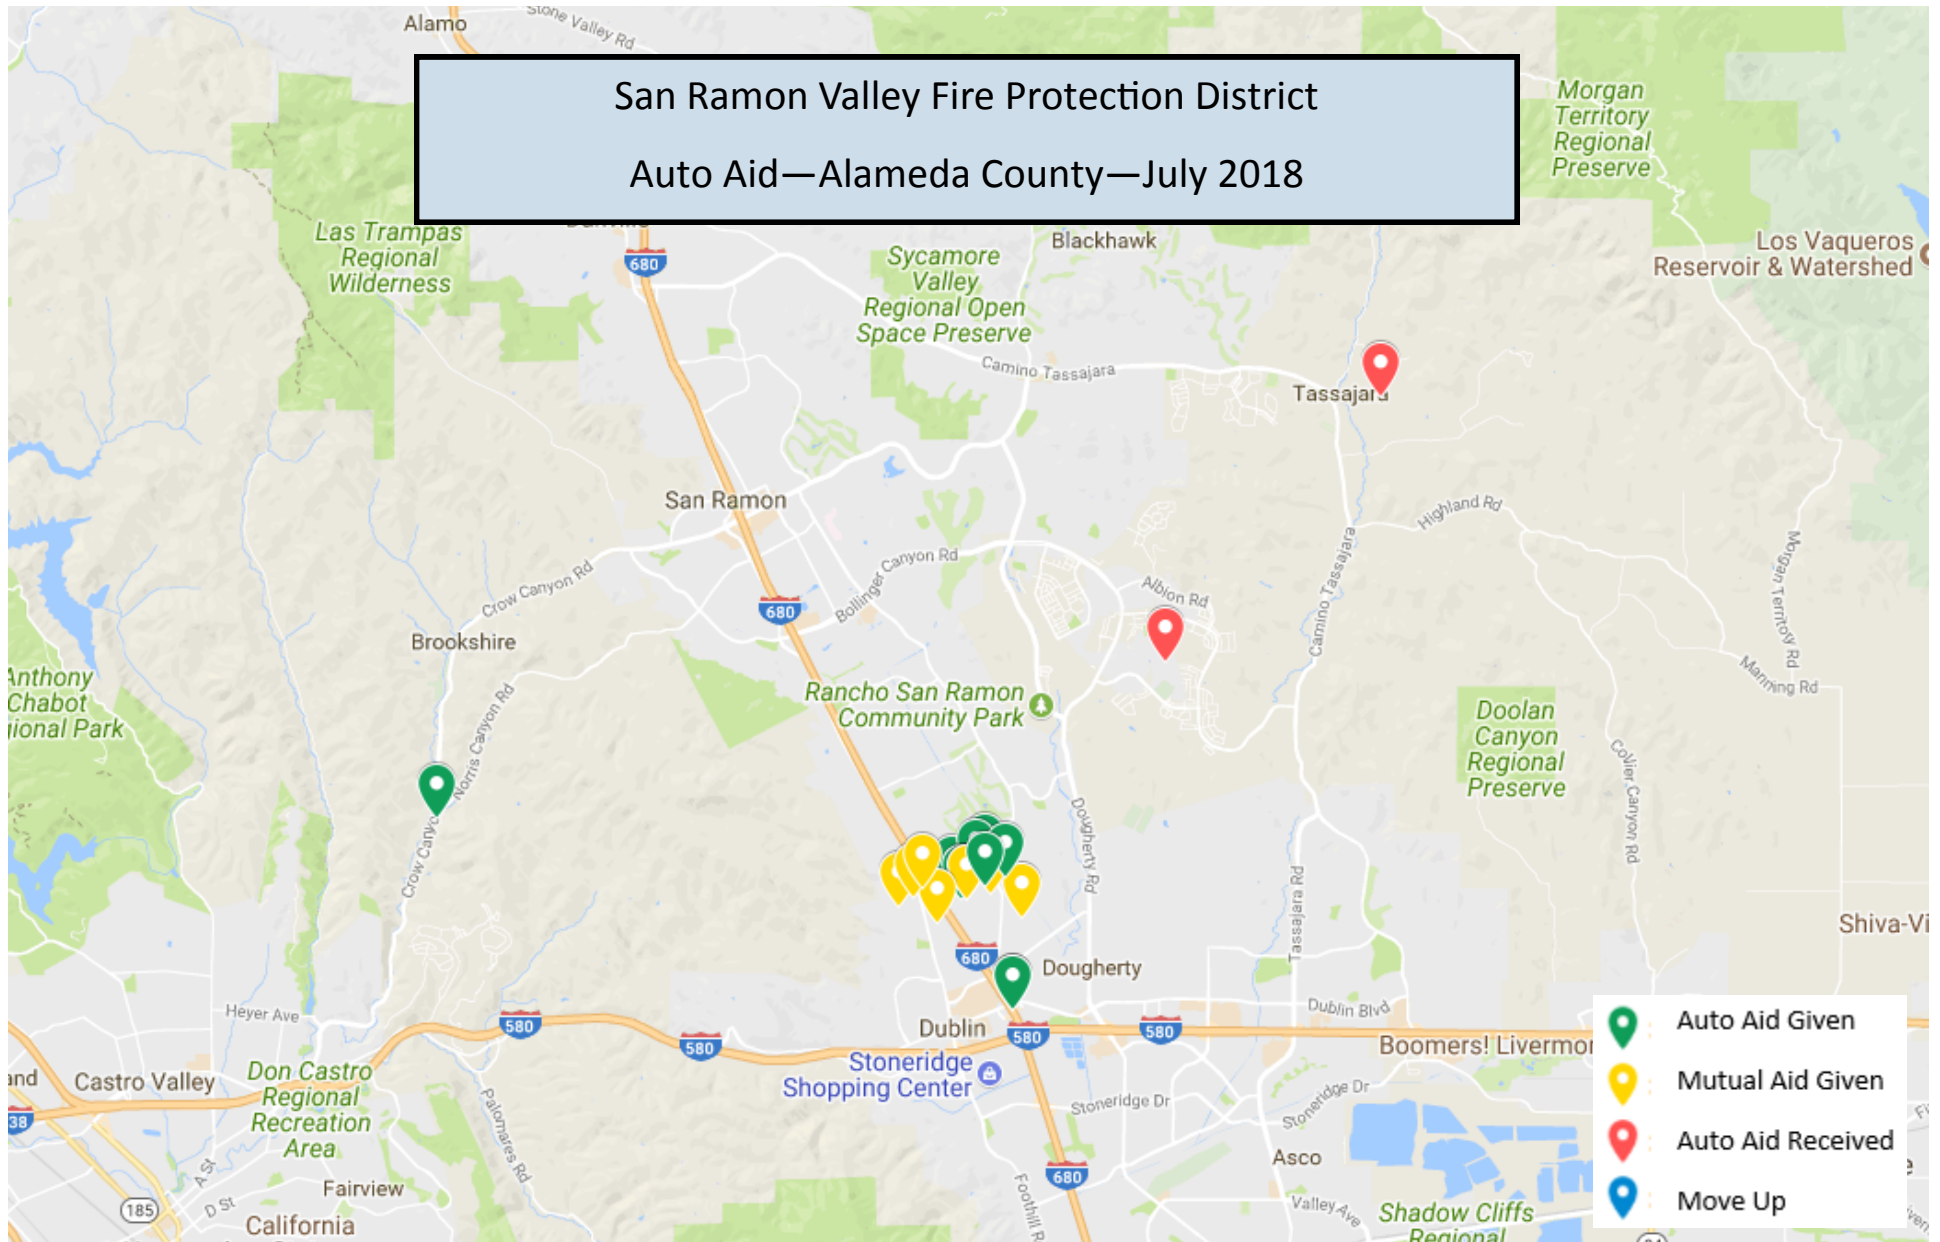 Alamo
Stone Valley Rd
San Ramon Valley Fire Protection District
Auto Aid—Alameda County—July 2018
Morgan
Territory
Regional
Preserve
Las Trampas
Regional
Wilderness
680
Sycamore
Valley
Regional Open
Space Preserve
Blackhawk
Los Vaqueros
Reservoir & Watershed
Camino Tassajara
Tassajara
San Ramon
Highland Rd
Crow Canyon Rd
Bollinger Canyon Rd
Albion Rd
Camino Tassajara
Morgan Territory Rd
680
Brookshire
Manning Rd
Anthony
Chabot
gional Park
Norris Canyon Rd
Rancho San Ramon
Community Park
Doolan
Canyon
Regional
Preserve
Collier Canyon Rd
Crow Canyo
Dougherty Rd
Tassajara Rd
Shiva-Vi
680
Dougherty
Heyer Ave
580
580
Dublin
580
580
Dublin Blvd
Boomers! Livermor
Stoneridge
Shopping Center
Castro Valley
Don Castro
Regional
Recreation
Area
38
Palomares Rd
Stoneridge Dr
Stoneridge Dr
A St
D St
185
Fairview
California
680
Foothill R
Asco
Valley Ave
Shadow Cliffs
Regional
Auto Aid Given
Mutual Aid Given
Auto Aid Received
Move Up